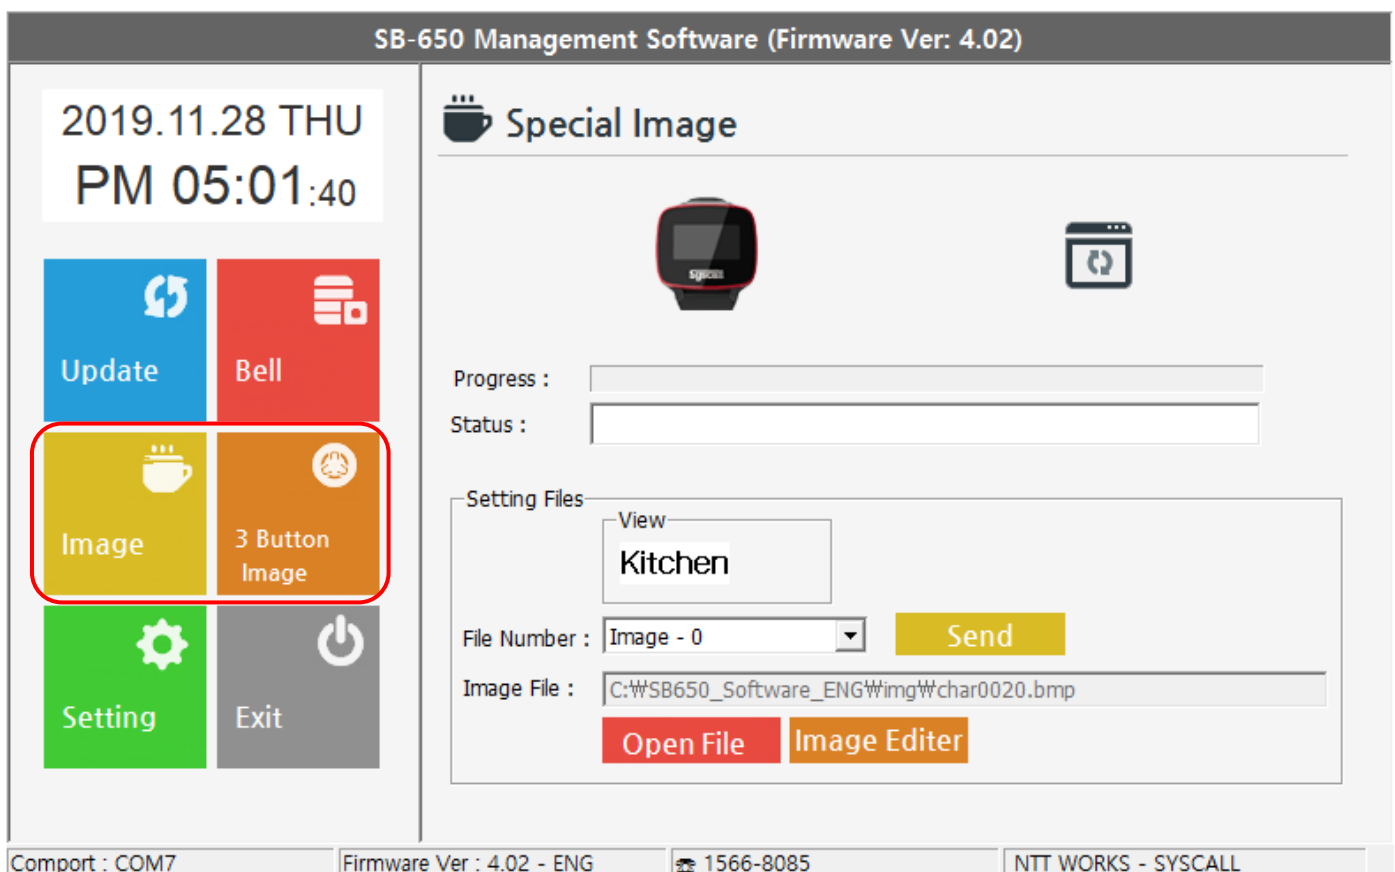 SB-650 Management Software (Firmware Ver: 4.02)
2019.11.28 THU
PM 05:01:40
Update
Bell
Image
3 Button
Image
Setting
Exit
Special Image
Progress :
Status :
Setting Files
View
Kitchen
File Number :
Image - 0
Send
Image File :
C:₩SB650_Software_ENG₩img₩char0020.bmp
Open File
Image Editer
Comport : COM7
Firmware Ver : 4.02 - ENG
☎ 1566-8085
NTT WORKS - SYSCALL